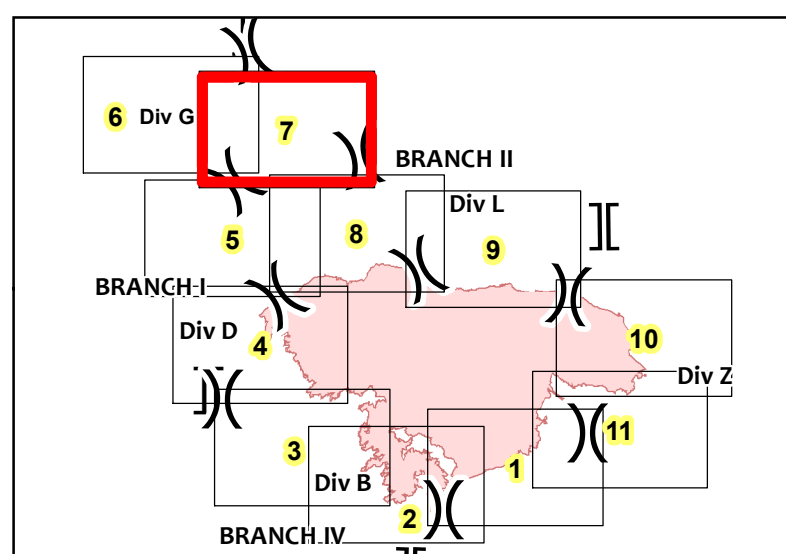 6
Div G
7
BRANCH II
Div L
5
8
9
BRANCH I
Div D
4
10
Div Z
3
11
1
Div B
2
BRANCH IV